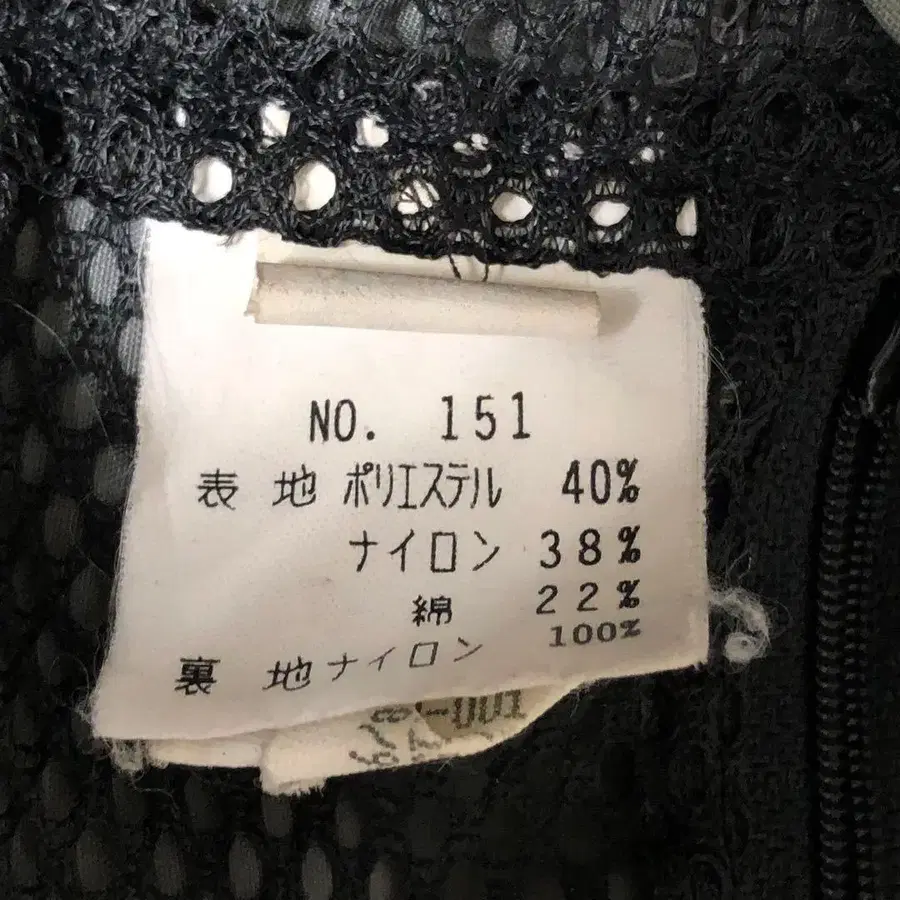 NO. 151
表 地 ポリエステル 40%
ナイロン 38%
綿 22%
裏 地 ナイロン 100%
-001